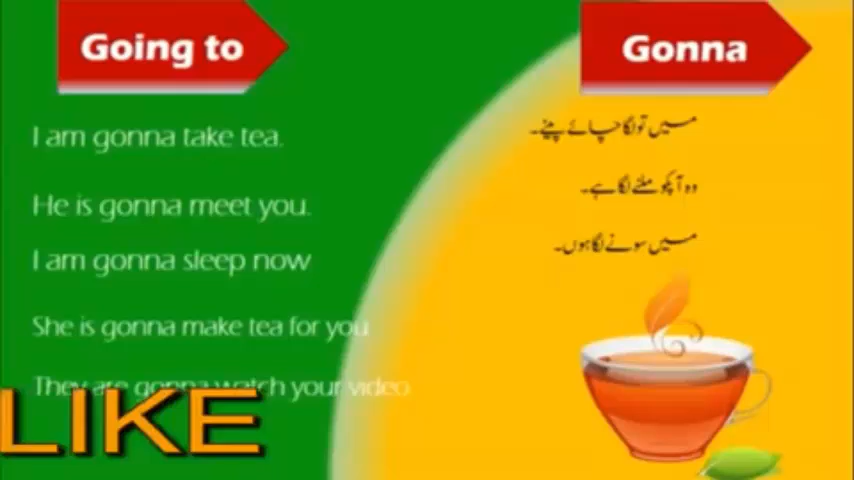 Going to
Gonna
I am gonna take tea.
میں تو لگا چائے پینے۔
He is gonna meet you.
وہ آپکو ملنے لگا ہے۔
I am gonna sleep now
میں سونے لگا ہوں۔
She is gonna make tea for you
They are gonna watch your video
LIKE